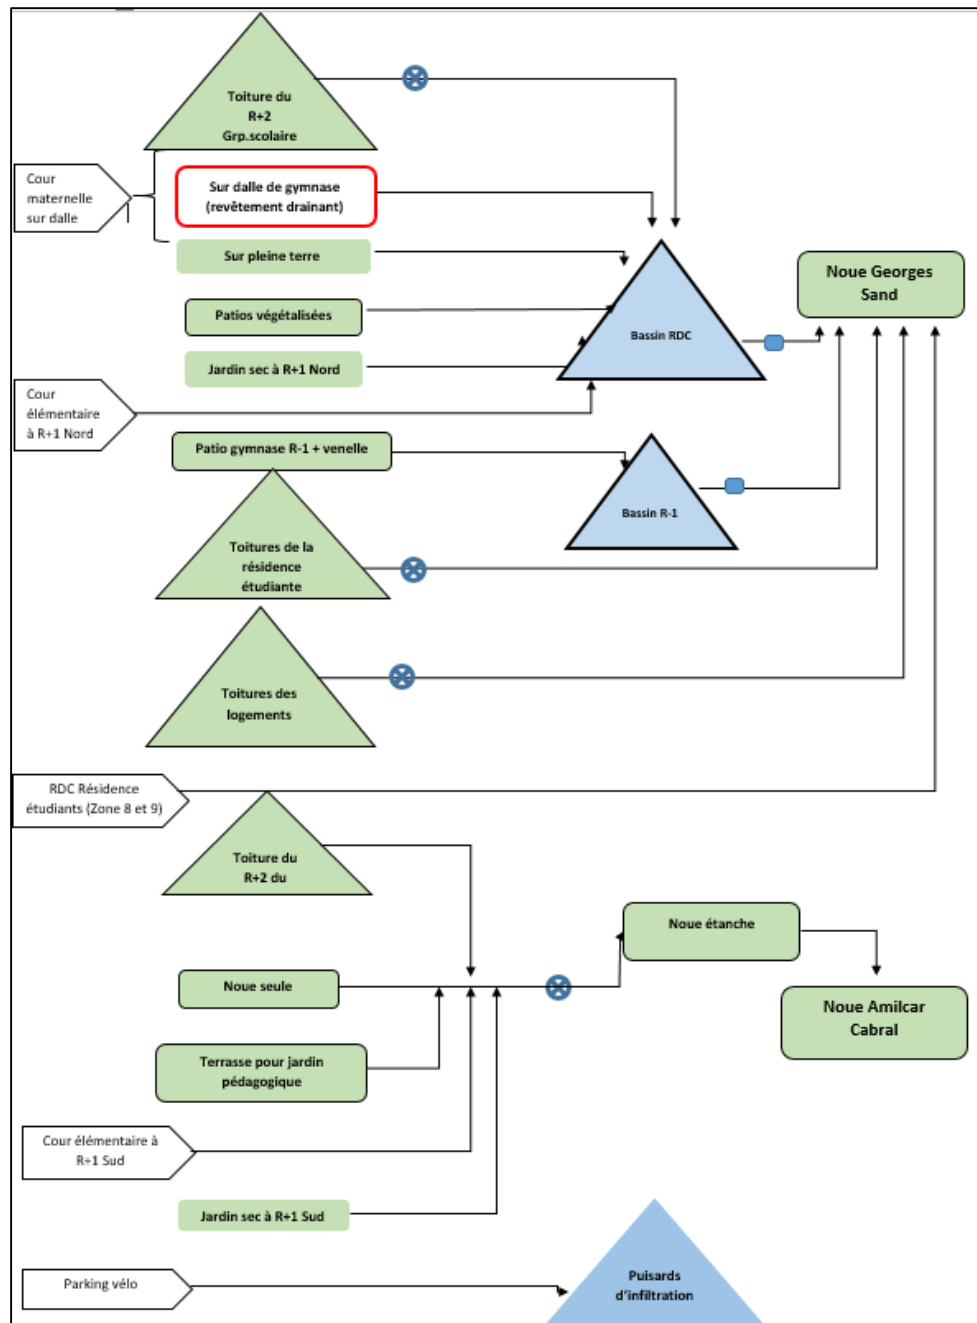 Toiture du
R+2
Grp.scolaire
Cour
maternelle
sur dalle
Sur dalle de gymnase
(revêtement drainant)
Sur pleine terre
Noue Georges
Sand
Patios végétalisées
Bassin RDC
Jardin sec à R+1 Nord
Cour
élémentaire
à R+1 Nord
Patio gymnase R-1 + venelle
Bassin R-1
Toitures de la
résidence
étudiante
Toitures des
logements
RDC Résidence
étudiants (Zone 8 et 9)
Toiture du
R+2 du
Noue étanche
Noue seule
Noue Amilcar
Cabral
Terrasse pour jardin
pédagogique
Cour élémentaire à
R+1 Sud
Jardin sec à R+1 Sud
Parking vélo
Puisards
d'infiltration